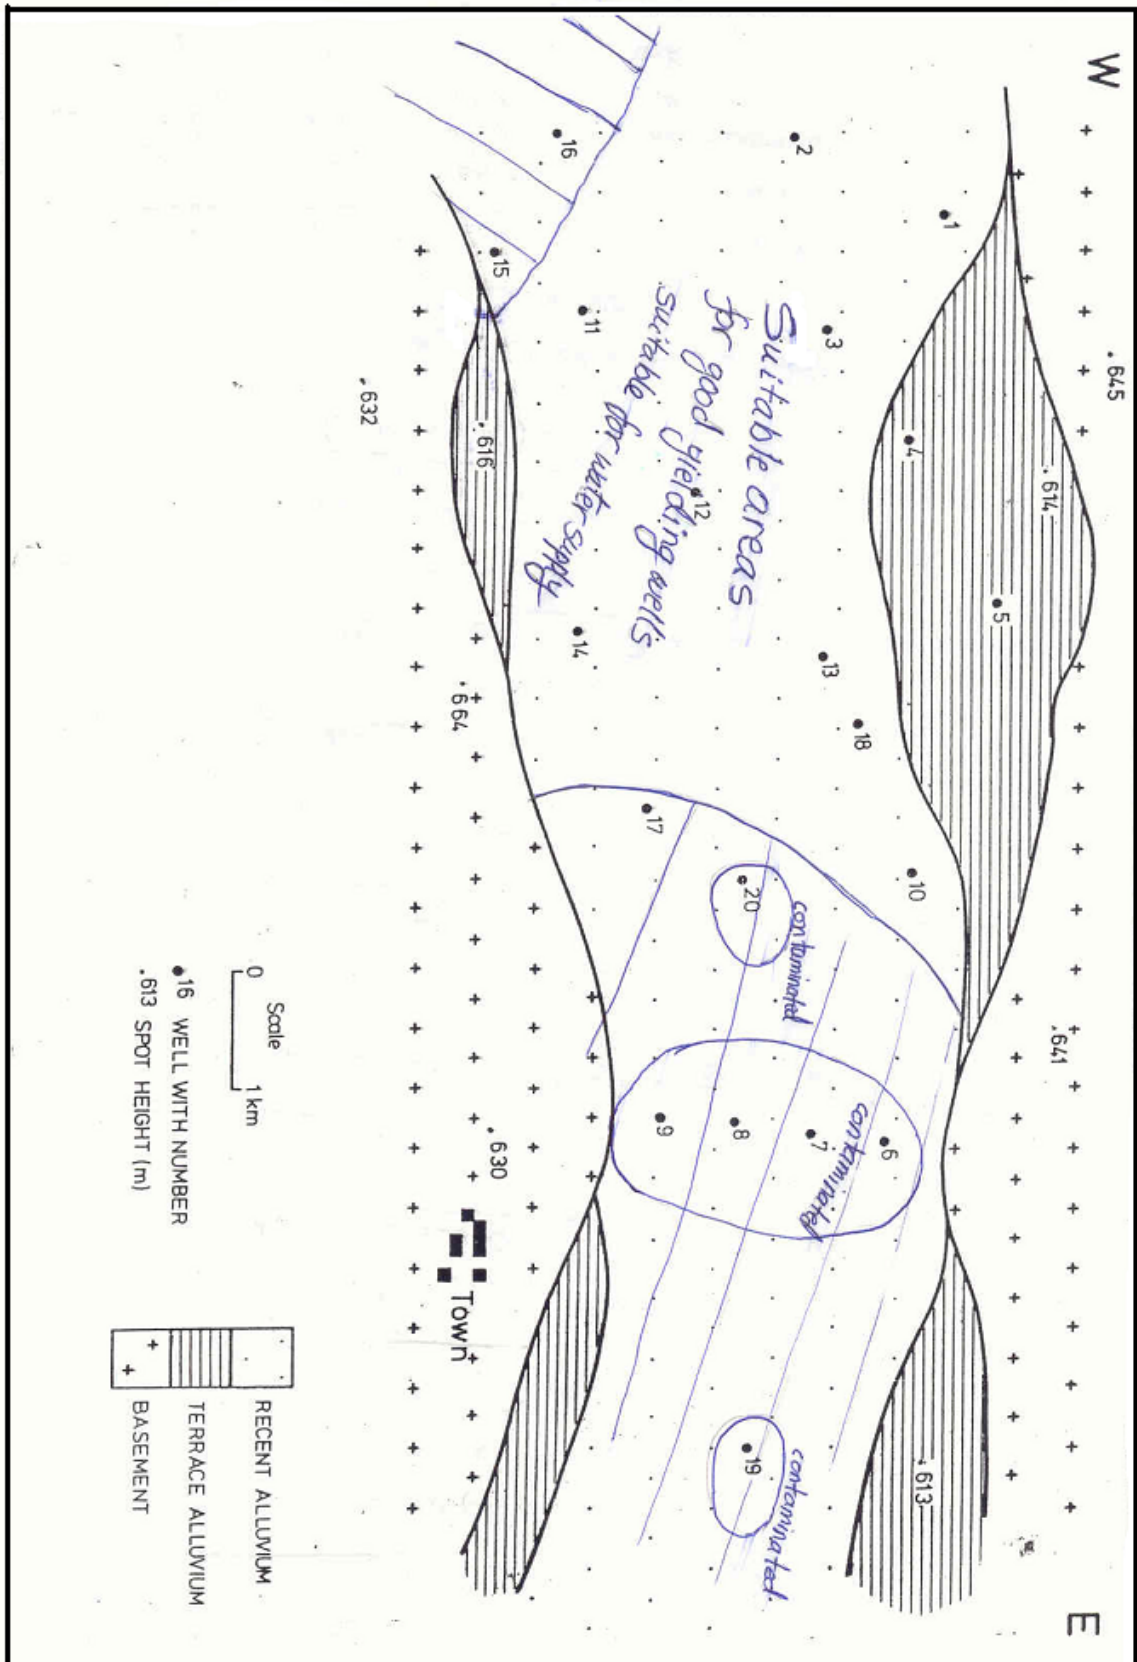 W
E
.645
.614
.641
.613
.616
.632
.664
.630
1
2
3
4
5
6
7
8
9
10
11
12
13
14
15
16
17
18
19
20
Suitable areas
for good yielding wells
suitable for water supply
contaminated
contaminated
contaminated.
Town
Scale
0 1km
16 WELL WITH NUMBER
.613 SPOT HEIGHT (m)
RECENT ALLUVIUM
TERRACE ALLUVIUM
BASEMENT